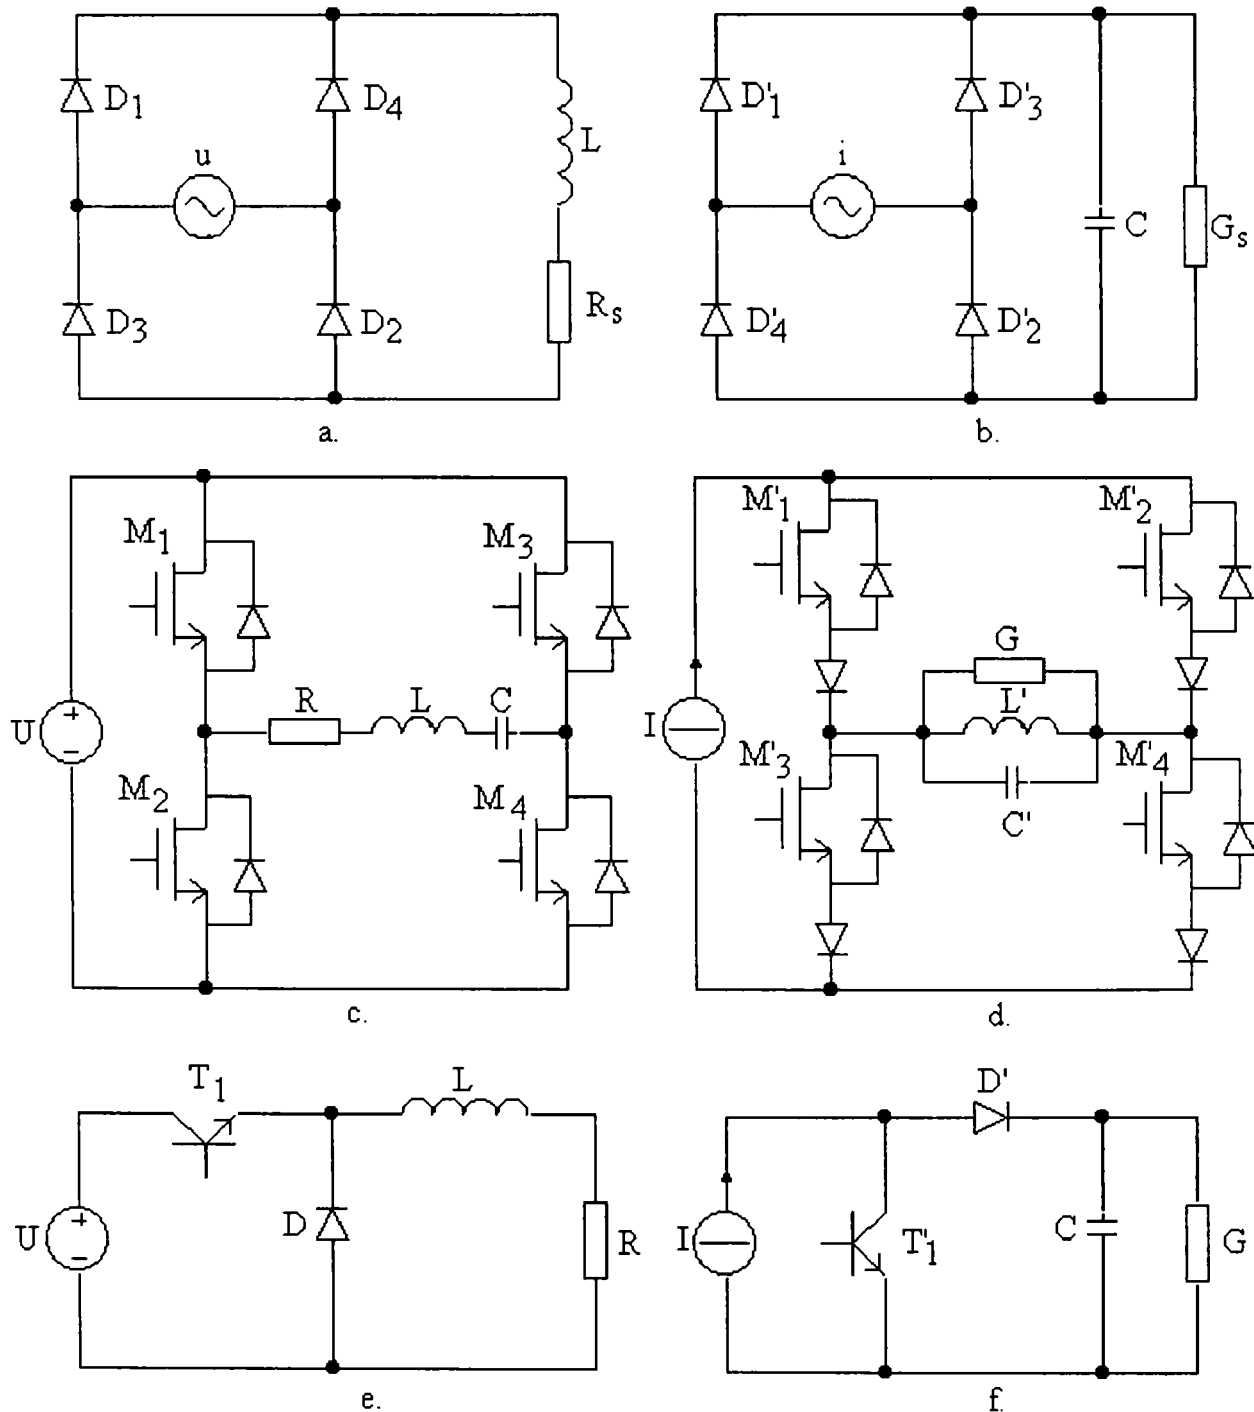 D1 D4 L
u
D3 D2 Rs
a.
D'1 D'3
i
C Gs
D'4 D'2
b.
M1 M3
U R L C
M2 M4
c.
M'1 M'2
G
I L'
M'3 M'4
C'
d.
T1 L
U D R
e.
D'
I T'1 C G
f.